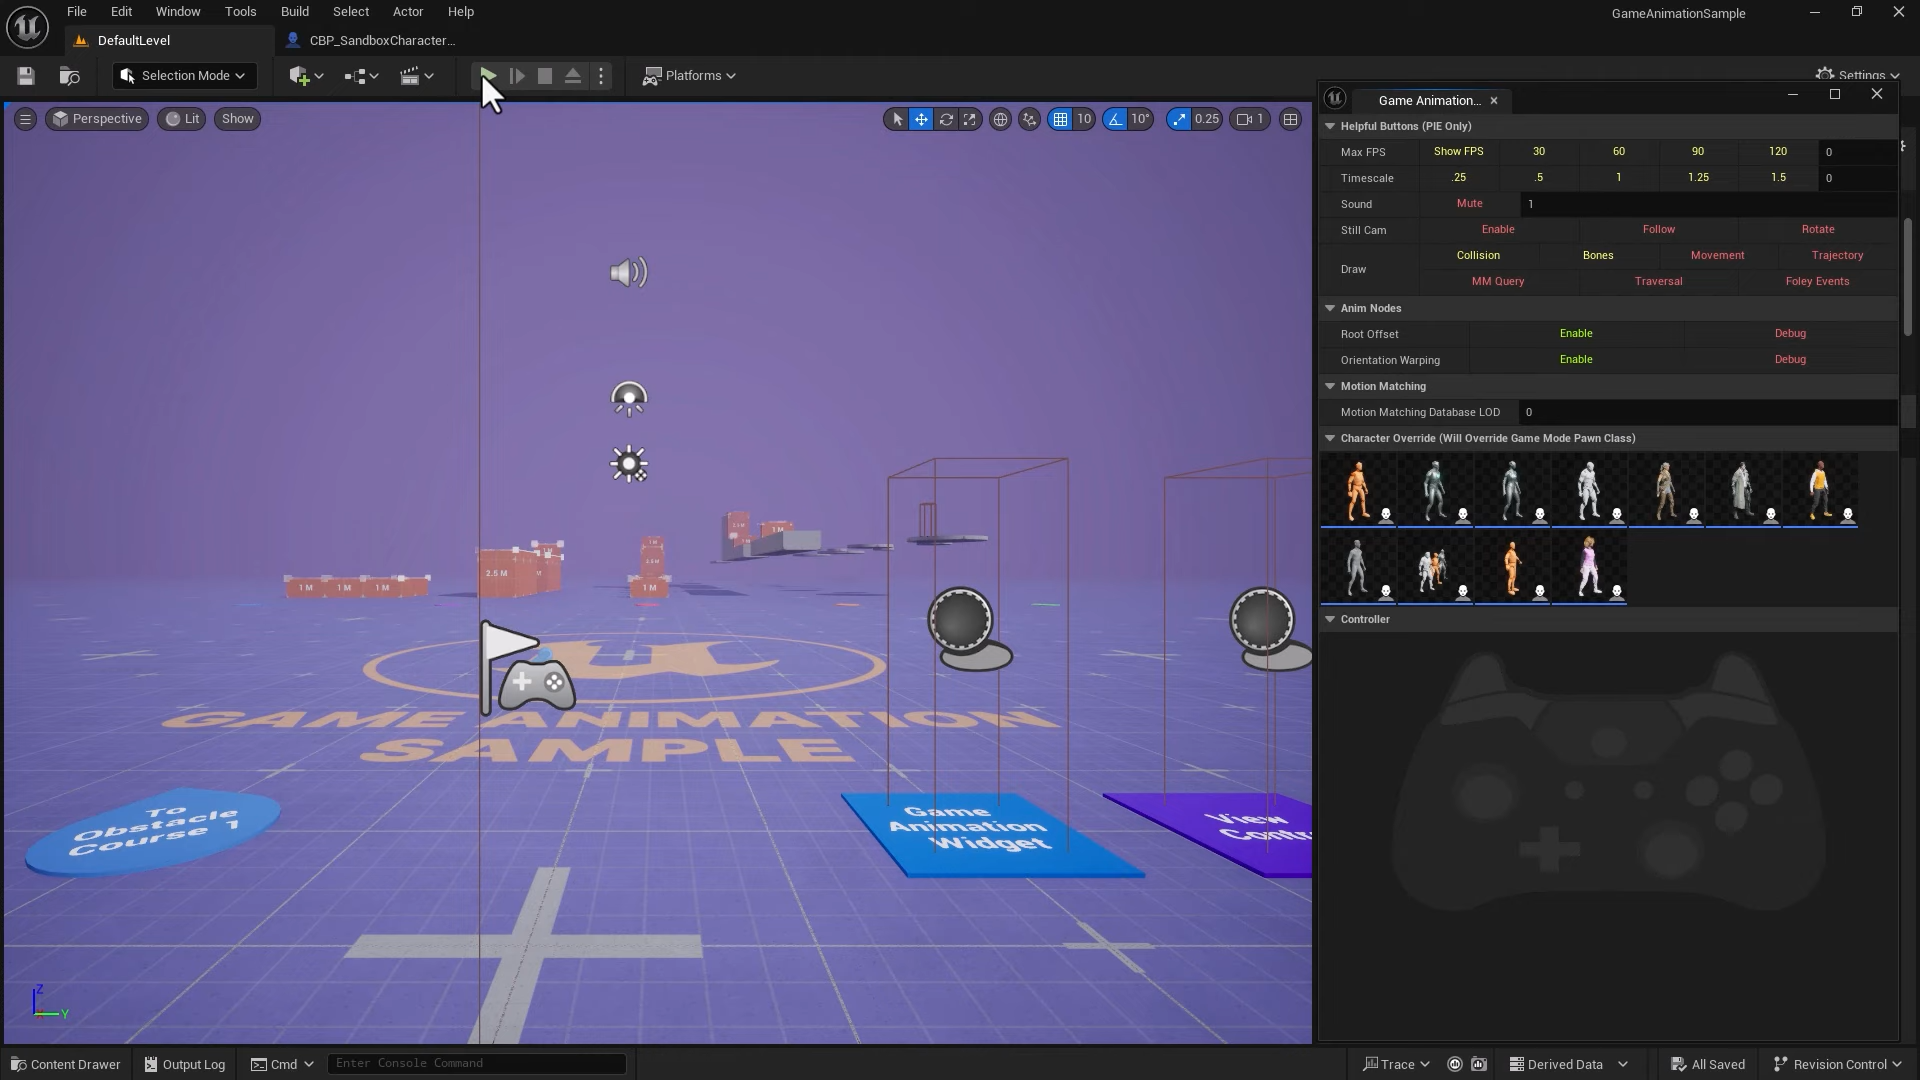 File Edit Window Tools Build Select Actor Help
GameAnimationSample
DefaultLevel
CBP_SandboxCharacter...
Selection Mode
Platforms
Settings
Perspective
Lit
Show
10
10°
0.25
1
Game Animation...
Helpful Buttons (PIE Only)
Max FPS Show FPS 30 60 90 120 0
Timescale .25 .5 1 1.25 1.5 0
Sound Mute 1
Still Cam Enable Follow Rotate
Draw
Collision Bones Movement Trajectory
MM Query Traversal Foley Events
Anim Nodes
Root Offset Enable Debug
Orientation Warping Enable Debug
Motion Matching
Motion Matching Database LOD 0
Character Override (Will Override Game Mode Pawn Class)
Controller
1 M 1 M 1 M
2.5 M
1 M
GAME ANIMATION
SAMPLE
To
Obstacle
Course 1
Game
Animation
Widget
View
Z
Y
Content Drawer
Output Log
Cmd
Enter Console Command
Trace
Derived Data
All Saved
Revision Control